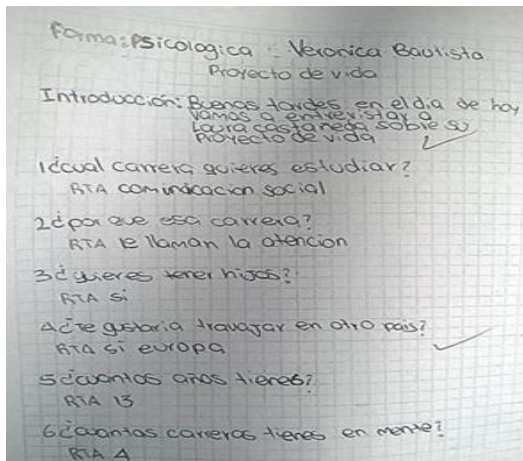 Forma:Psicologica - Veronica Bautista
Proyecto de vida
Introducción: Buenas tardes en el dia de hoy
vamos a entrevistar a
Laura castañeda sobre su
Proyecto de vida
1¿cual carrera quieres estudiar?
RTA comunicacion social
2¿por que esa carrera?
RTA le llaman la atencion
3¿quieres tener hijos?
RTA si
4¿Te gustaria travajar en otro pais?
RTA si europa
5¿cuantos años tienes?
RTA 13
6¿cuantas carreras tienes en mente?
RTA 4